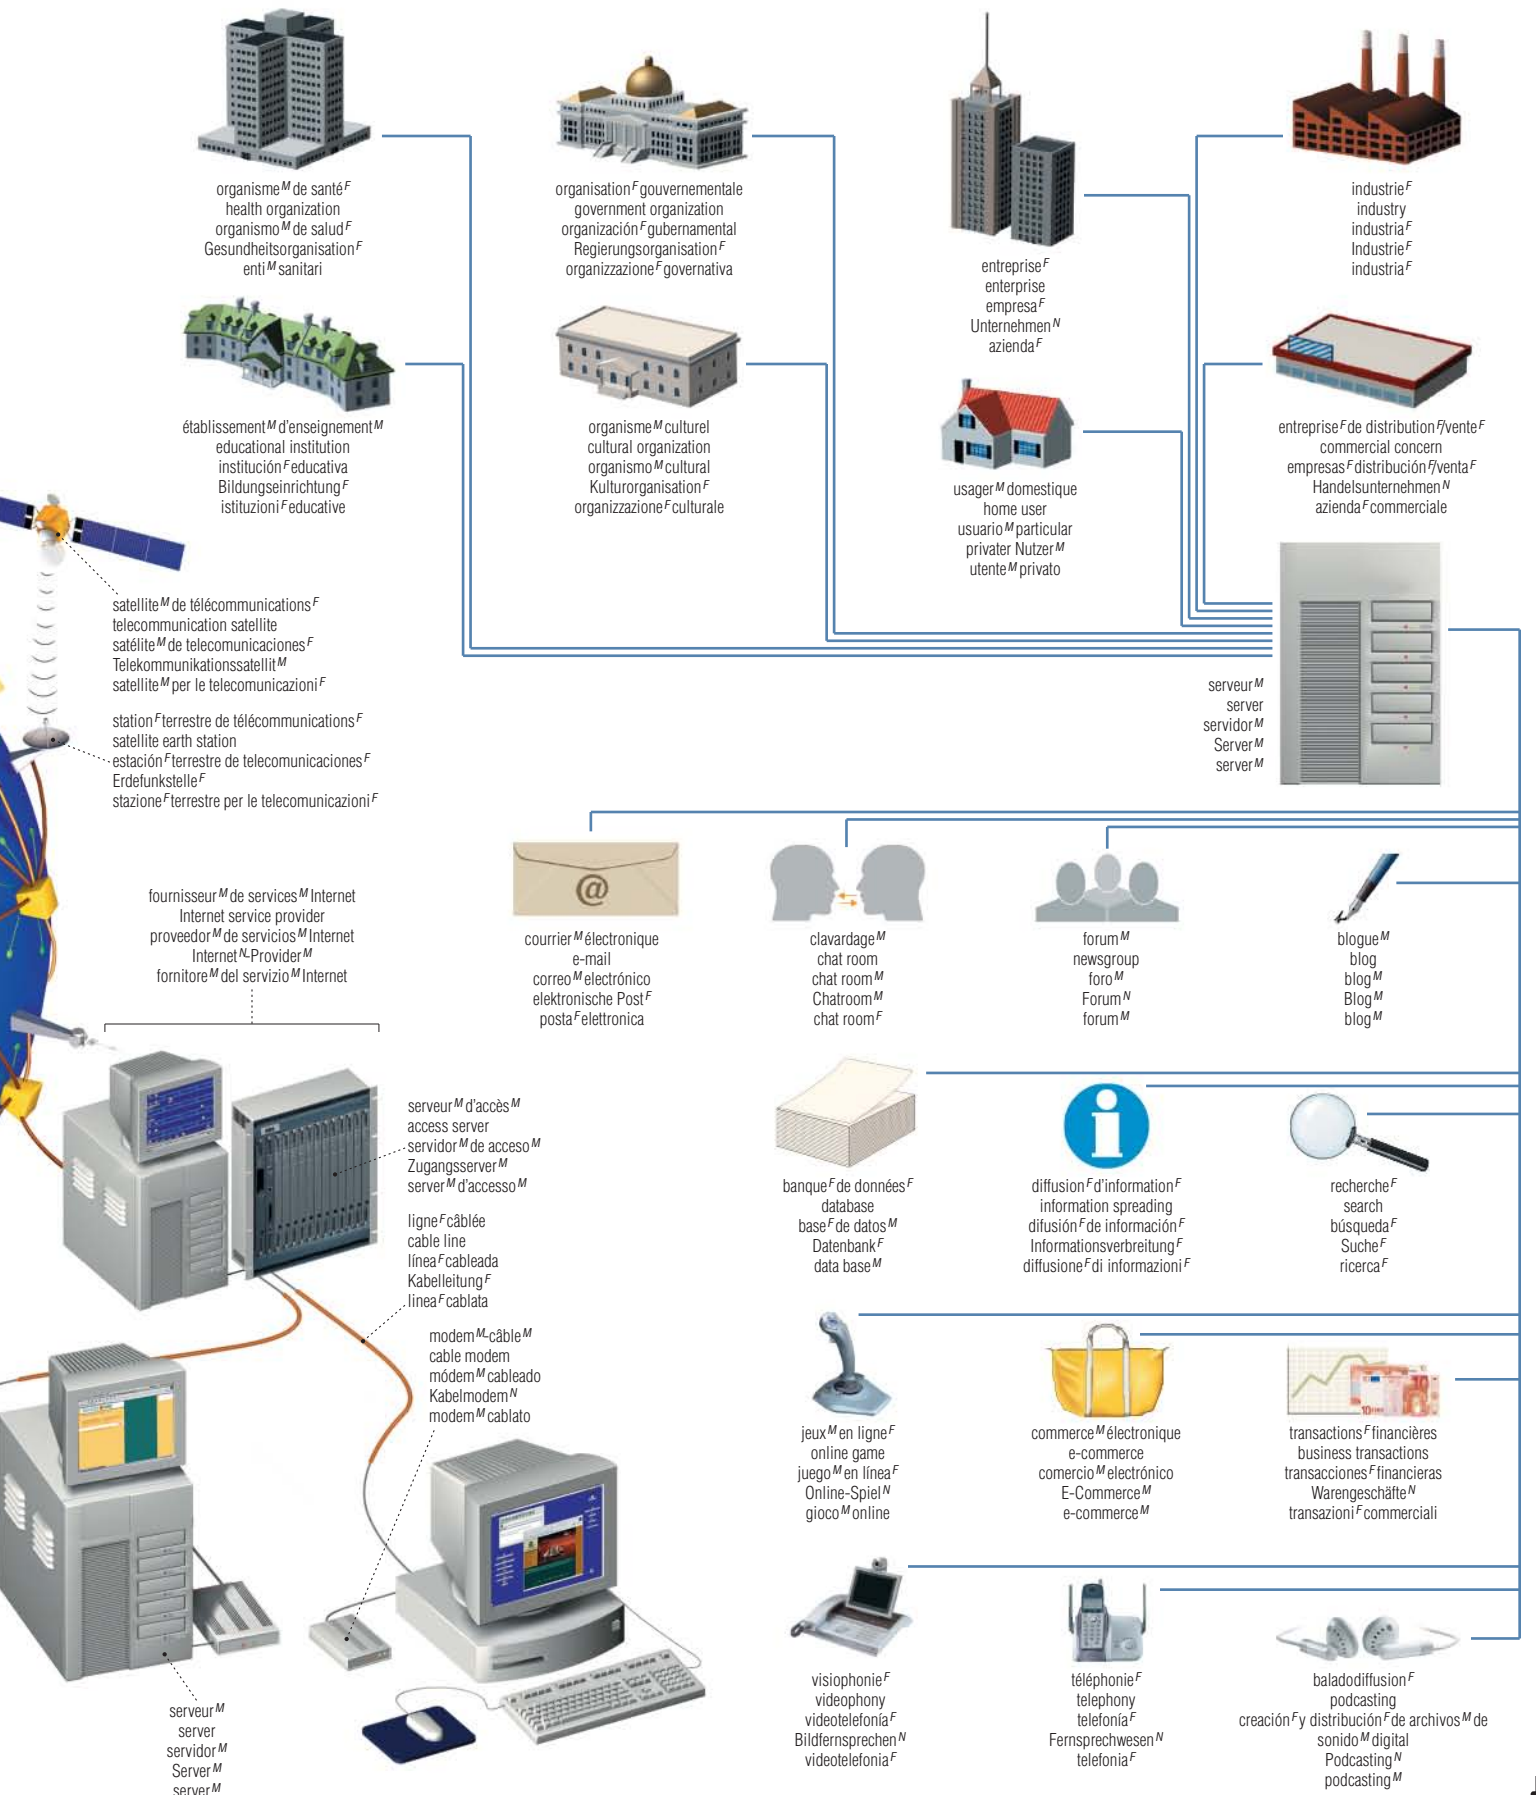 organisme M de santé F
health organization
organismo M de salud F
Gesundheitsorganisation F
enti M sanitari
organisation F gouvernementale
government organization
organización F gubernamental
Regierungsorganisation F
organizzazione F governativa
entreprise F
enterprise
empresa F
Unternehmen N
azienda F
industrie F
industry
industria F
Industrie F
industria F
établissement M d'enseignement M
educational institution
institución F educativa
Bildungseinrichtung F
istituzioni F educative
organisme M culturel
cultural organization
organismo M cultural
Kulturorganisation F
organizzazione F culturale
usager M domestique
home user
usuario M particular
privater Nutzer M
utente M privato
entreprise F de distribution F/vente F
commercial concern
empresas F distribución F/venta F
Handelsunternehmen N
azienda F commerciale
satellite M de télécommunications F
telecommunication satellite
satélite M de telecomunicaciones F
Telekommunikationssatellit M
satellite M per le telecomunicazioni F
station F terrestre de télécommunications F
satellite earth station
estación F terrestre de telecomunicaciones F
Erdefunkstelle F
stazione F terrestre per le telecomunicazioni F
serveur M
server
servidor M
Server M
server M
fournisseur M de services M Internet
Internet service provider
proveedor M de servicios M Internet
Internet N-Provider M
fornitore M del servizio M Internet
@
courrier M électronique
e-mail
correo M electrónico
elektronische Post F
posta F elettronica
clavardage M
chat room
chat room M
Chatroom M
chat room F
forum M
newsgroup
foro M
Forum N
forum M
blogue M
blog
blog M
Blog M
blog M
serveur M d'accès M
access server
servidor M de acceso M
Zugangsserver M
server M d'accesso M
ligne F câblée
cable line
línea F cableada
Kabelleitung F
linea F cablata
modem M-câble M
cable modem
módem M cableado
Kabelmodem N
modem M cablato
banque F de données F
database
base F de datos M
Datenbank F
data base M
i
diffusion F d'information F
information spreading
difusión F de información F
Informationsverbreitung F
diffusione F di informazioni F
recherche F
search
búsqueda F
Suche F
ricerca F
jeux M en ligne F
online game
juego M en línea F
Online-Spiel N
gioco M online
commerce M électronique
e-commerce
comercio M electrónico
E-Commerce M
e-commerce M
10 EURO
transactions F financières
business transactions
transacciones F financieras
Warengeschäfte N
transazioni F commerciali
visiophonie F
videophony
videotelefonía F
Bildfernsprechen N
videotelefonia F
téléphonie F
telephony
telefonía F
Fernsprechwesen N
telefonia F
baladodiffusion F
podcasting
creación F y distribución F de archivos M de
sonido M digital
Podcasting N
podcasting M
serveur M
server
servidor M
Server M
server M